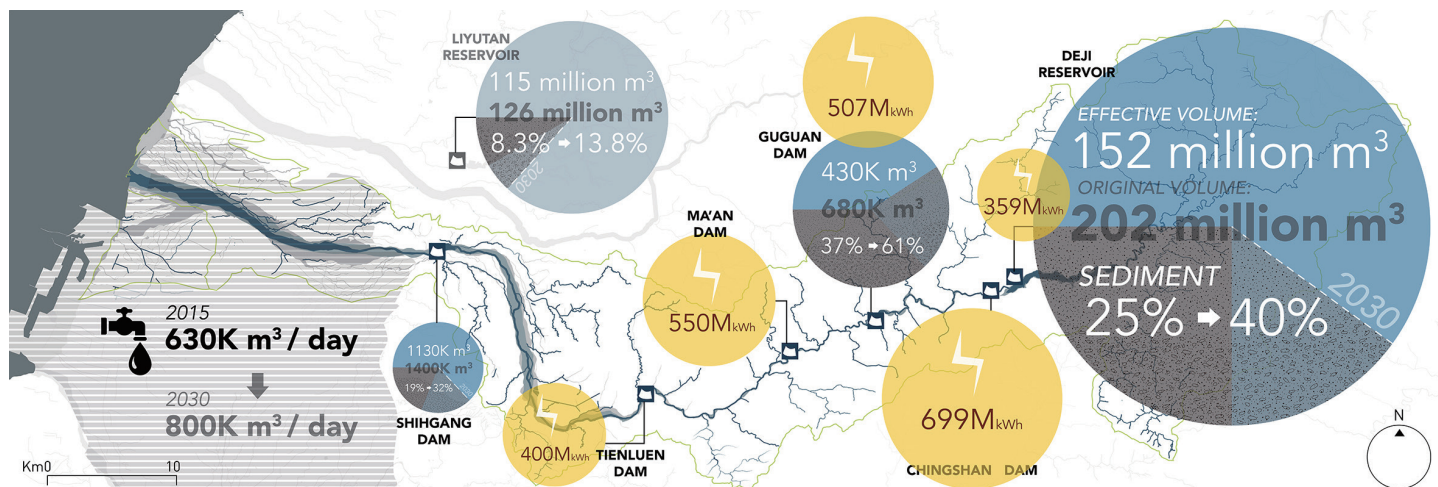 LIYUTAN
RESERVOIR
115 million m³
126 million m³
8.3% → 13.8%
2030
507MkWh
GUGUAN
DAM
430K m³
680K m³
37% → 61%
DEJI
RESERVOIR
EFFECTIVE VOLUME:
152 million m³
ORIGINAL VOLUME:
202 million m³
SEDIMENT
25% → 40%
2030
359MkWh
MA'AN
DAM
550MkWh
2015
630K m³ / day
2030
800K m³ / day
1130K m³
1400K m³
19% → 32%
SHIHGANG
DAM
400MkWh
TIENLUEN
DAM
699MkWh
CHINGSHAN DAM
Km0 10
N